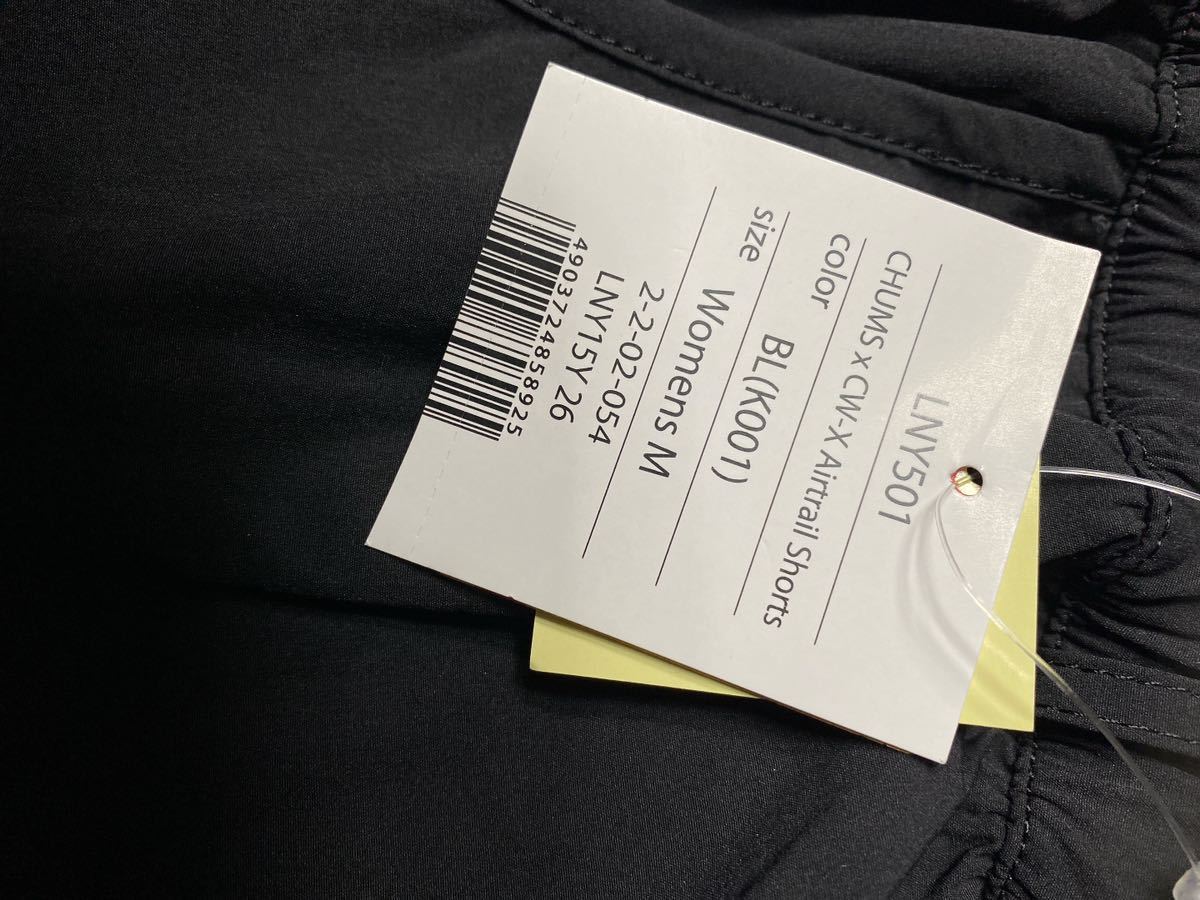 LNY501
CHUMS x CW-X Airtrail Shorts
color BL(K001)
size Womens M
2-2-02-054
LNY15Y 26
4903724858925